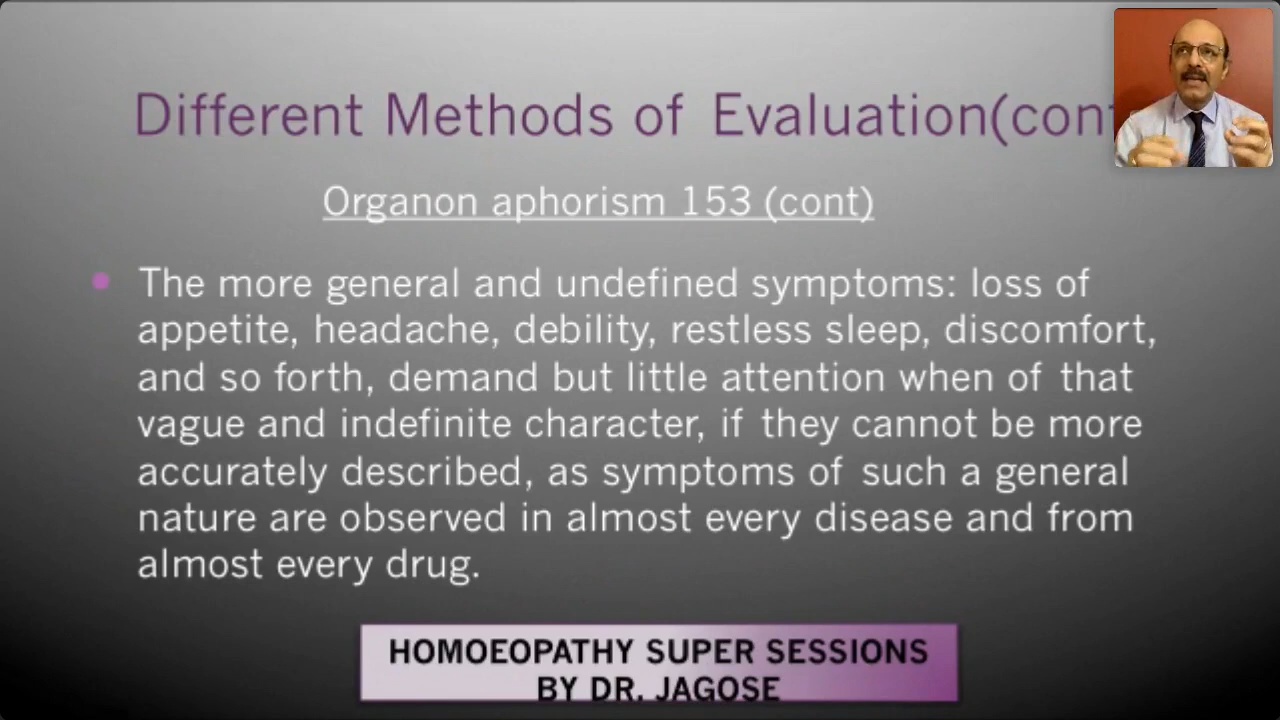 Different Methods of Evaluation(con
Organon aphorism 153 (cont)
The more general and undefined symptoms: loss of
appetite, headache, debility, restless sleep, discomfort,
and so forth, demand but little attention when of that
vague and indefinite character, if they cannot be more
accurately described, as symptoms of such a general
nature are observed in almost every disease and from
almost every drug.
HOMOEOPATHY SUPER SESSIONS
BY DR. JAGOSE